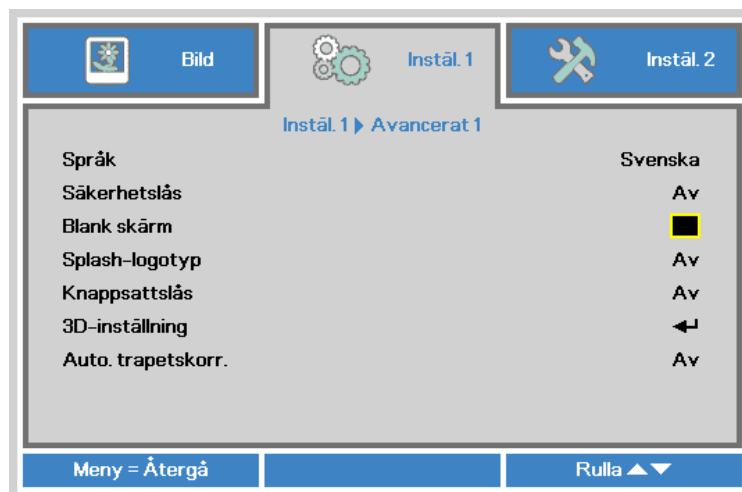 Bild
Instäl. 1
Instäl. 2
Instäl. 1 Avancerat 1
Språk Svenska
Säkerhetslås Av
Blank skärm
Splash-logotyp Av
Knappsattslås Av
3D-inställning
Auto. trapetskorr. Av
Meny = Återgå
Rulla